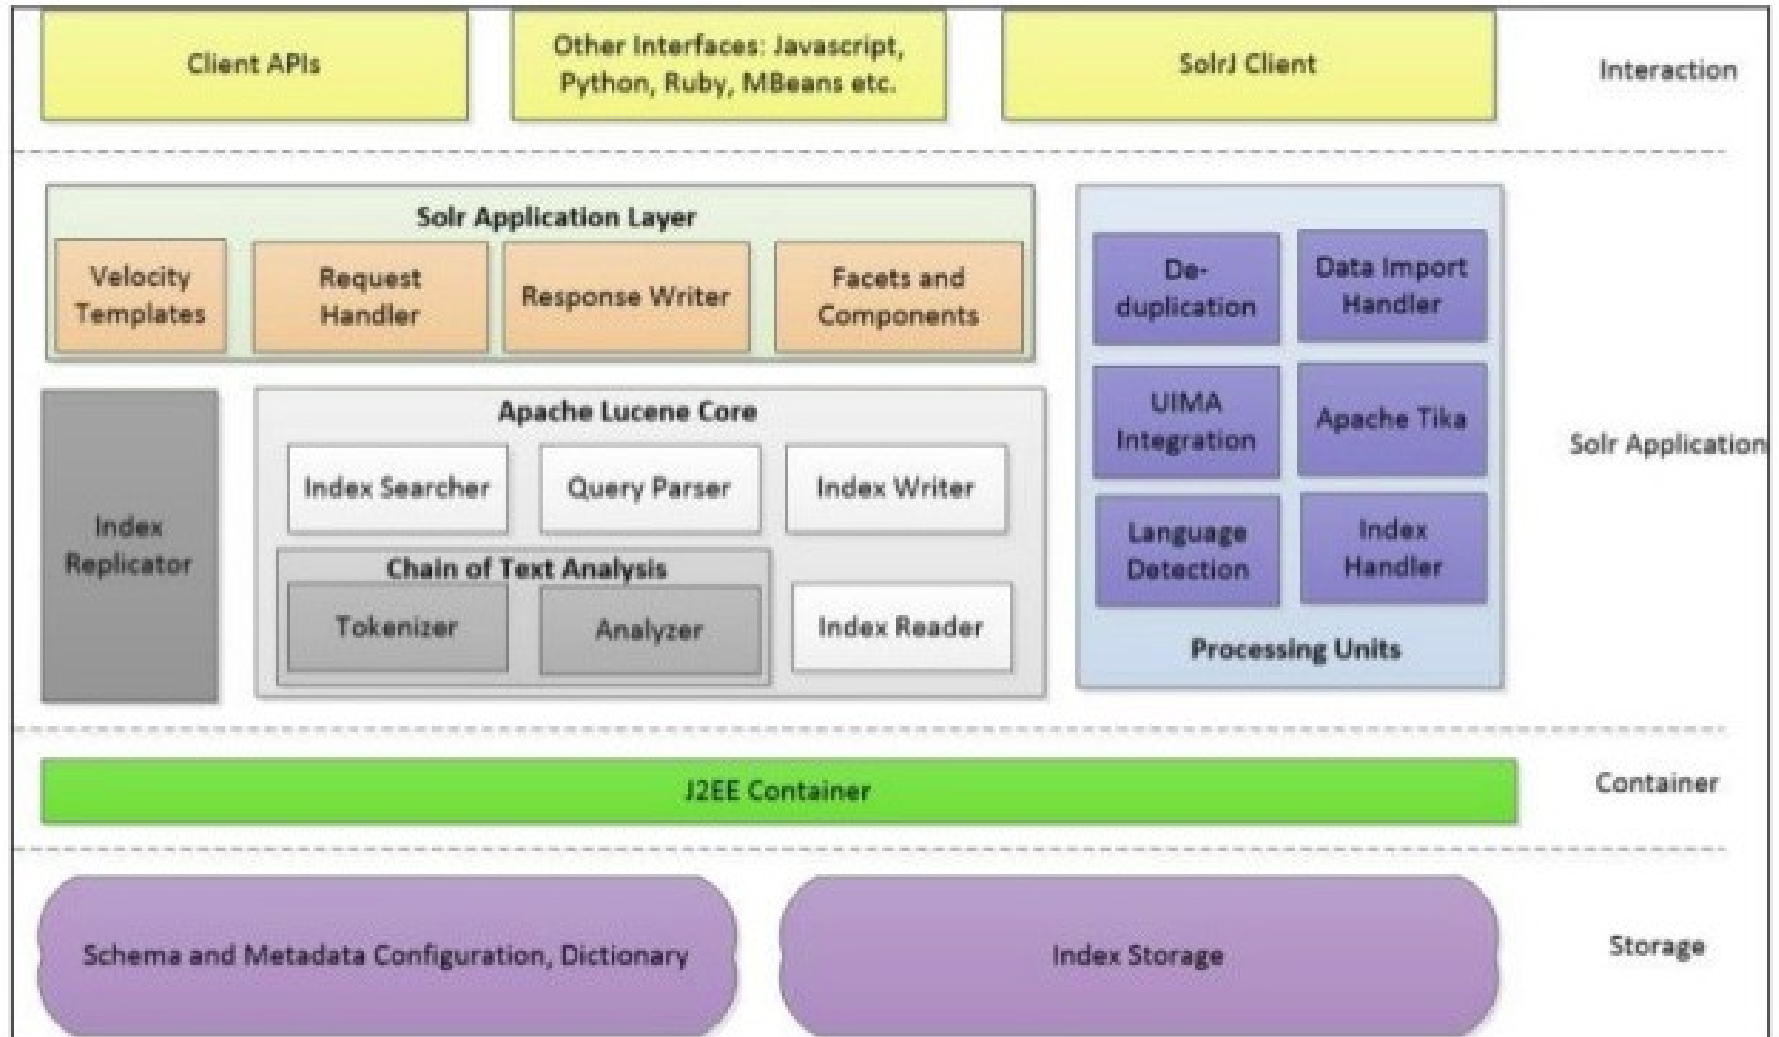 Client APIs
Other Interfaces: Javascript,
Python, Ruby, MBeans etc.
SolrJ Client
Interaction
Solr Application Layer
Velocity
Templates
Request
Handler
Response Writer
Facets and
Components
De-
duplication
Data Import
Handler
UIMA
Integration
Apache Tika
Language
Detection
Index
Handler
Processing Units
Solr Application
Index
Replicator
Apache Lucene Core
Index Searcher
Query Parser
Index Writer
Chain of Text Analysis
Tokenizer
Analyzer
Index Reader
J2EE Container
Container
Schema and Metadata Configuration, Dictionary
Index Storage
Storage